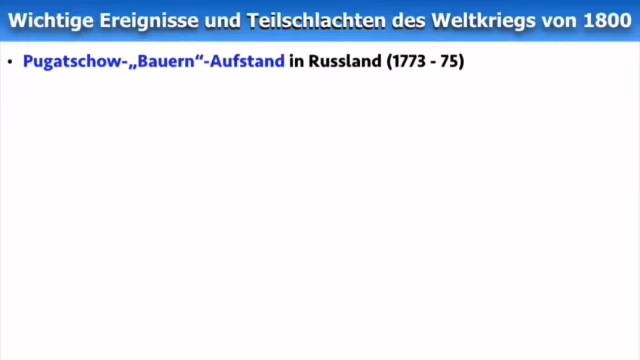 Wichtige Ereignisse und Teilschlachten des Weltkriegs von 1800
• Pugatschow-„Bauern“-Aufstand in Russland (1773 - 75)